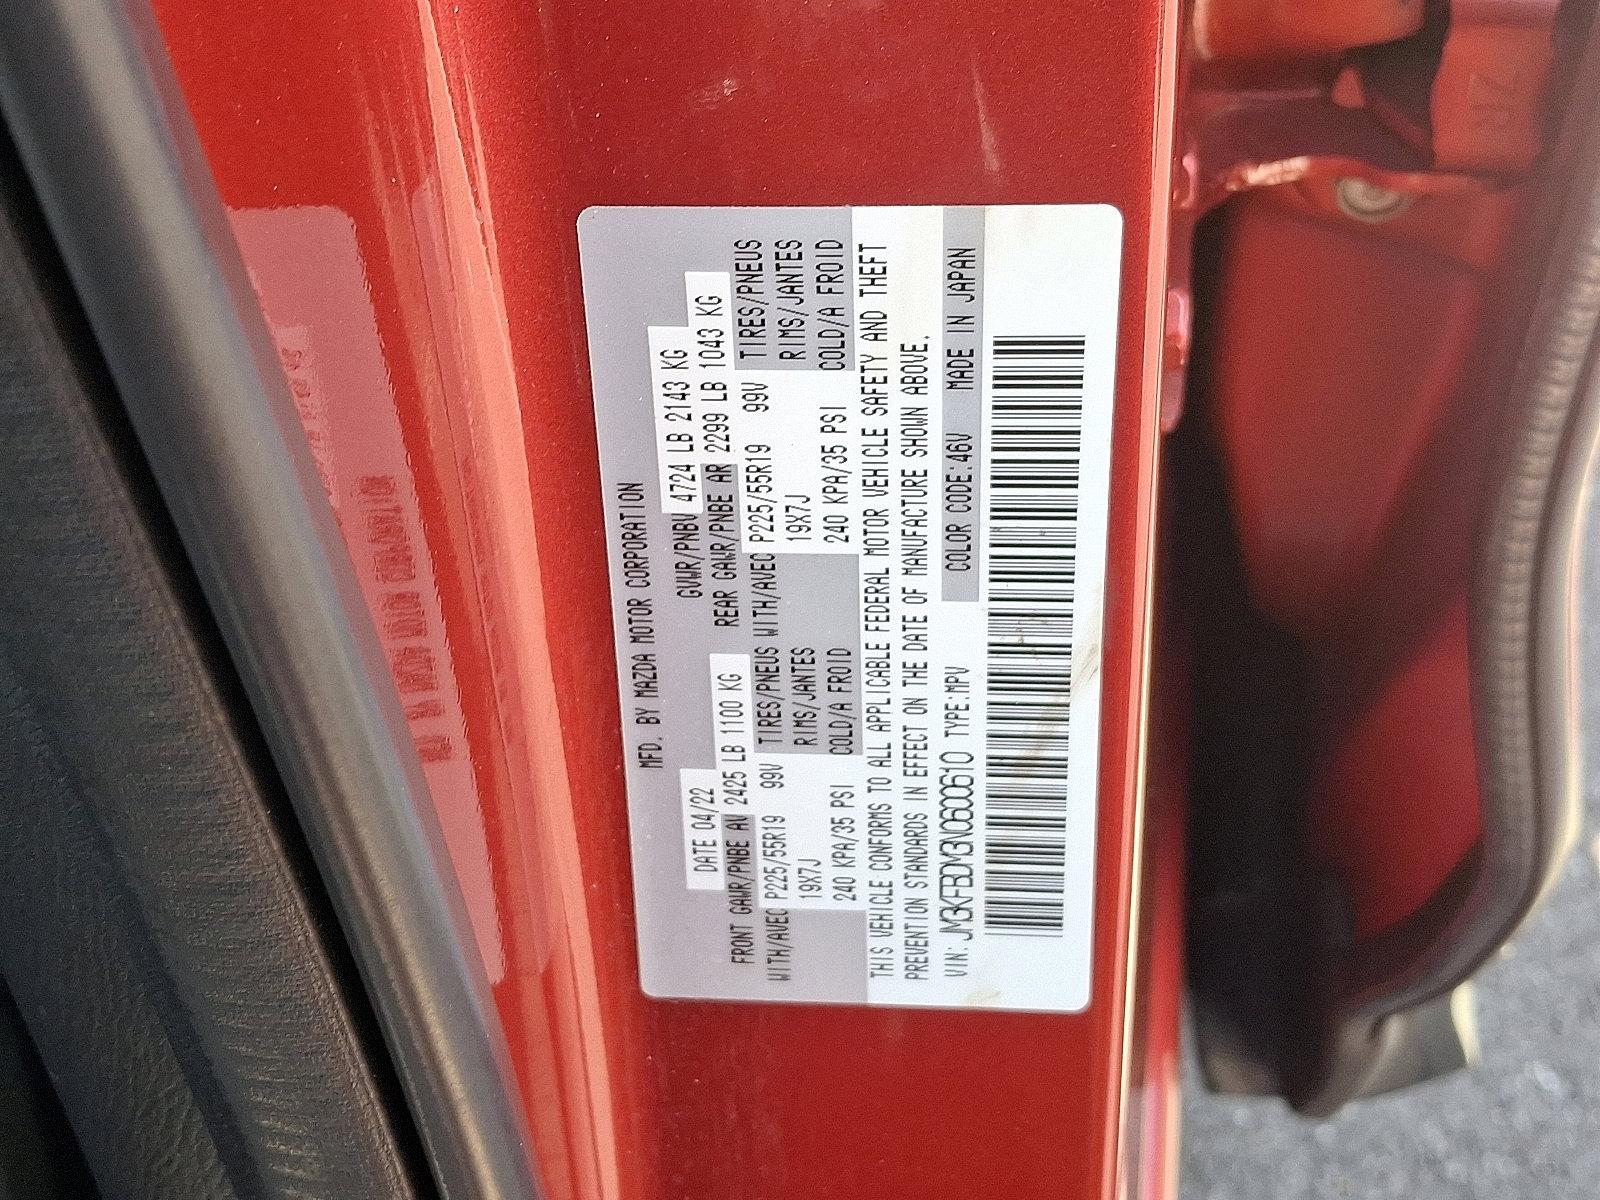 MFD. BY MAZDA MOTOR CORPORATION
DATE 04/22 GVWR/PNBV 4724 LB 2143 KG
FRONT GAWR/PNBE AV 2425 LB 1100 KG REAR GAWR/PNBE AR 2299 LB 1043 KG
WITH/AVEC P225/55R19 99V TIRES/PNEUS WITH/AVEC P225/55R19 99V TIRES/PNEUS
19X7J RIMS/JANTES 19X7J RIMS/JANTES
240 KPA/35 PSI COLD/A FROID 240 KPA/35 PSI COLD/A FROID
THIS VEHICLE CONFORMS TO ALL APPLICABLE FEDERAL MOTOR VEHICLE SAFETY AND THEFT
PREVENTION STANDARDS IN EFFECT ON THE DATE OF MANUFACTURE SHOWN ABOVE.
VIN: JM3KFBDM3N0600610 TYPE:MPV COLOR CODE:46V MADE IN JAPAN